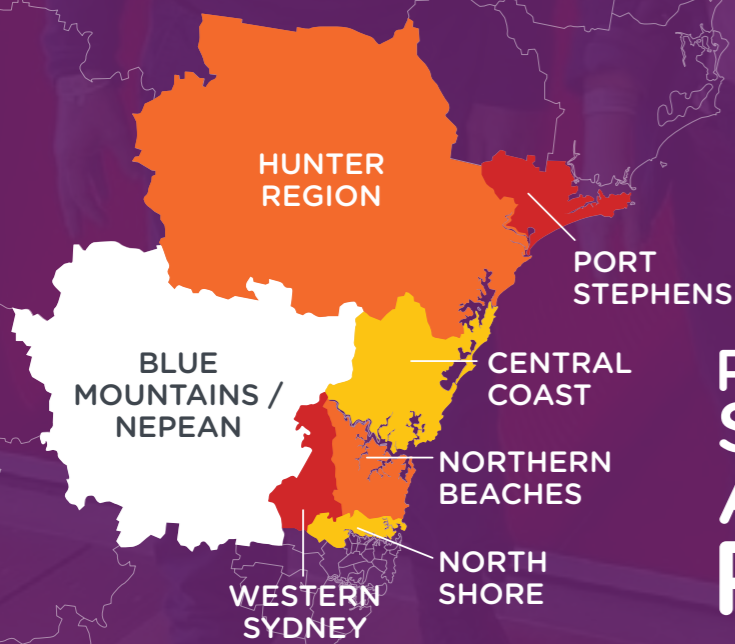 HUNTER
REGION
PORT
STEPHENS
BLUE
MOUNTAINS /
NEPEAN
CENTRAL
COAST
NORTHERN
BEACHES
NORTH
SHORE
WESTERN
SYDNEY